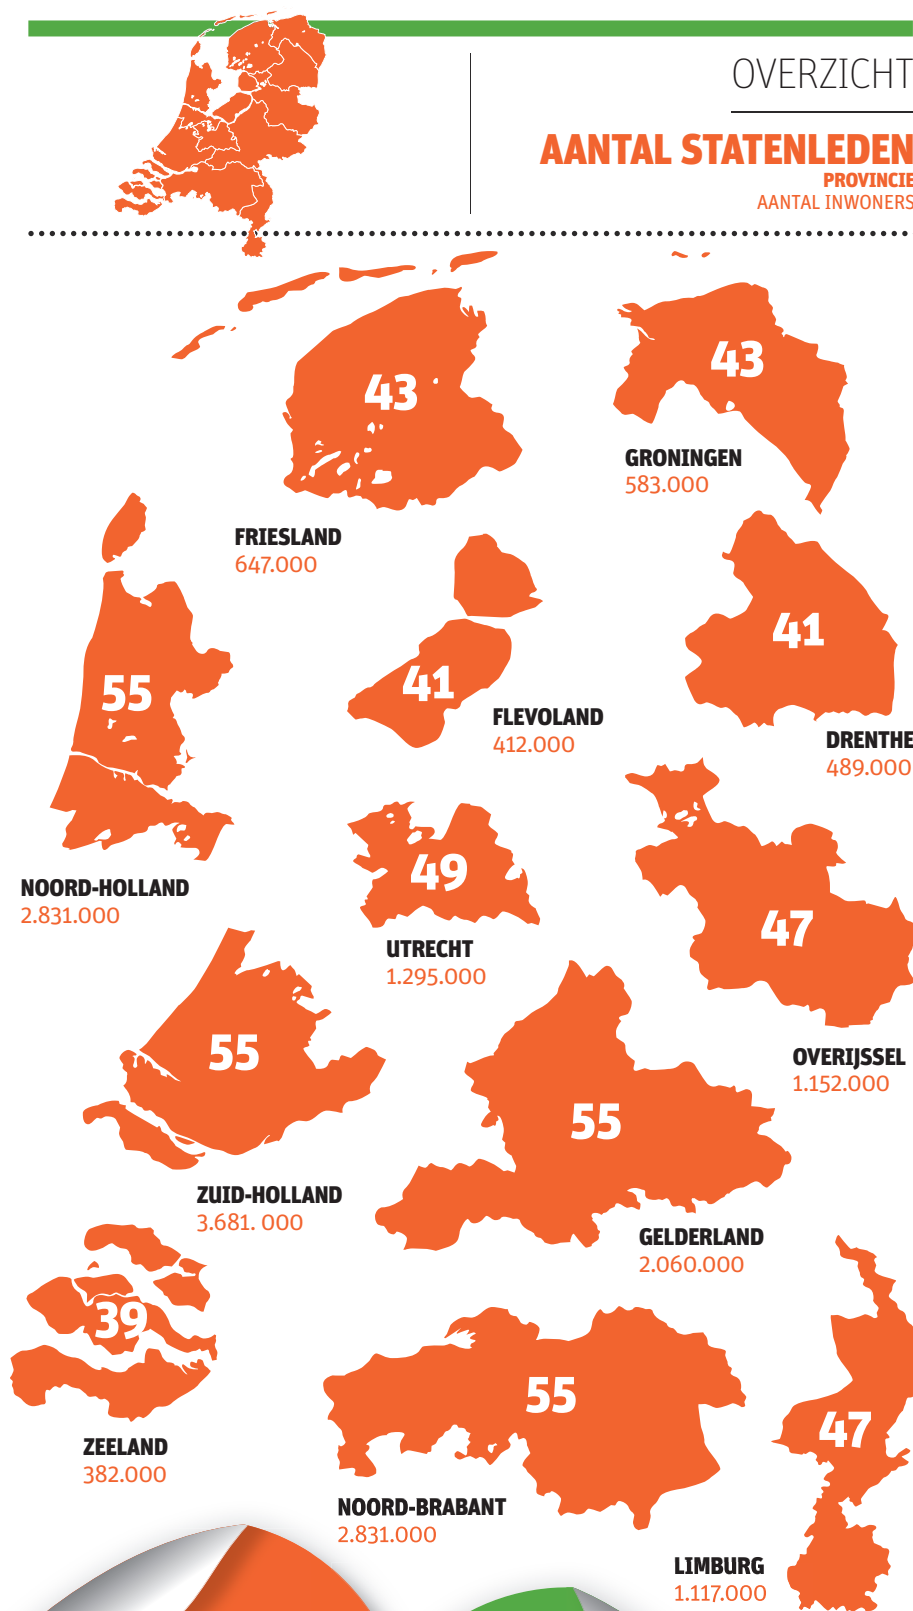 OVERZICHT
AANTAL STATENLEDEN
PROVINCIE
AANTAL INWONERS
43
FRIESLAND
647.000
43
GRONINGEN
583.000
55
NOORD-HOLLAND
2.831.000
41
FLEVOLAND
412.000
41
DRENTHE
489.000
49
UTRECHT
1.295.000
47
OVERIJSSEL
1.152.000
55
ZUID-HOLLAND
3.681. 000
55
GELDERLAND
2.060.000
39
ZEELAND
382.000
55
NOORD-BRABANT
2.831.000
47
LIMBURG
1.117.000